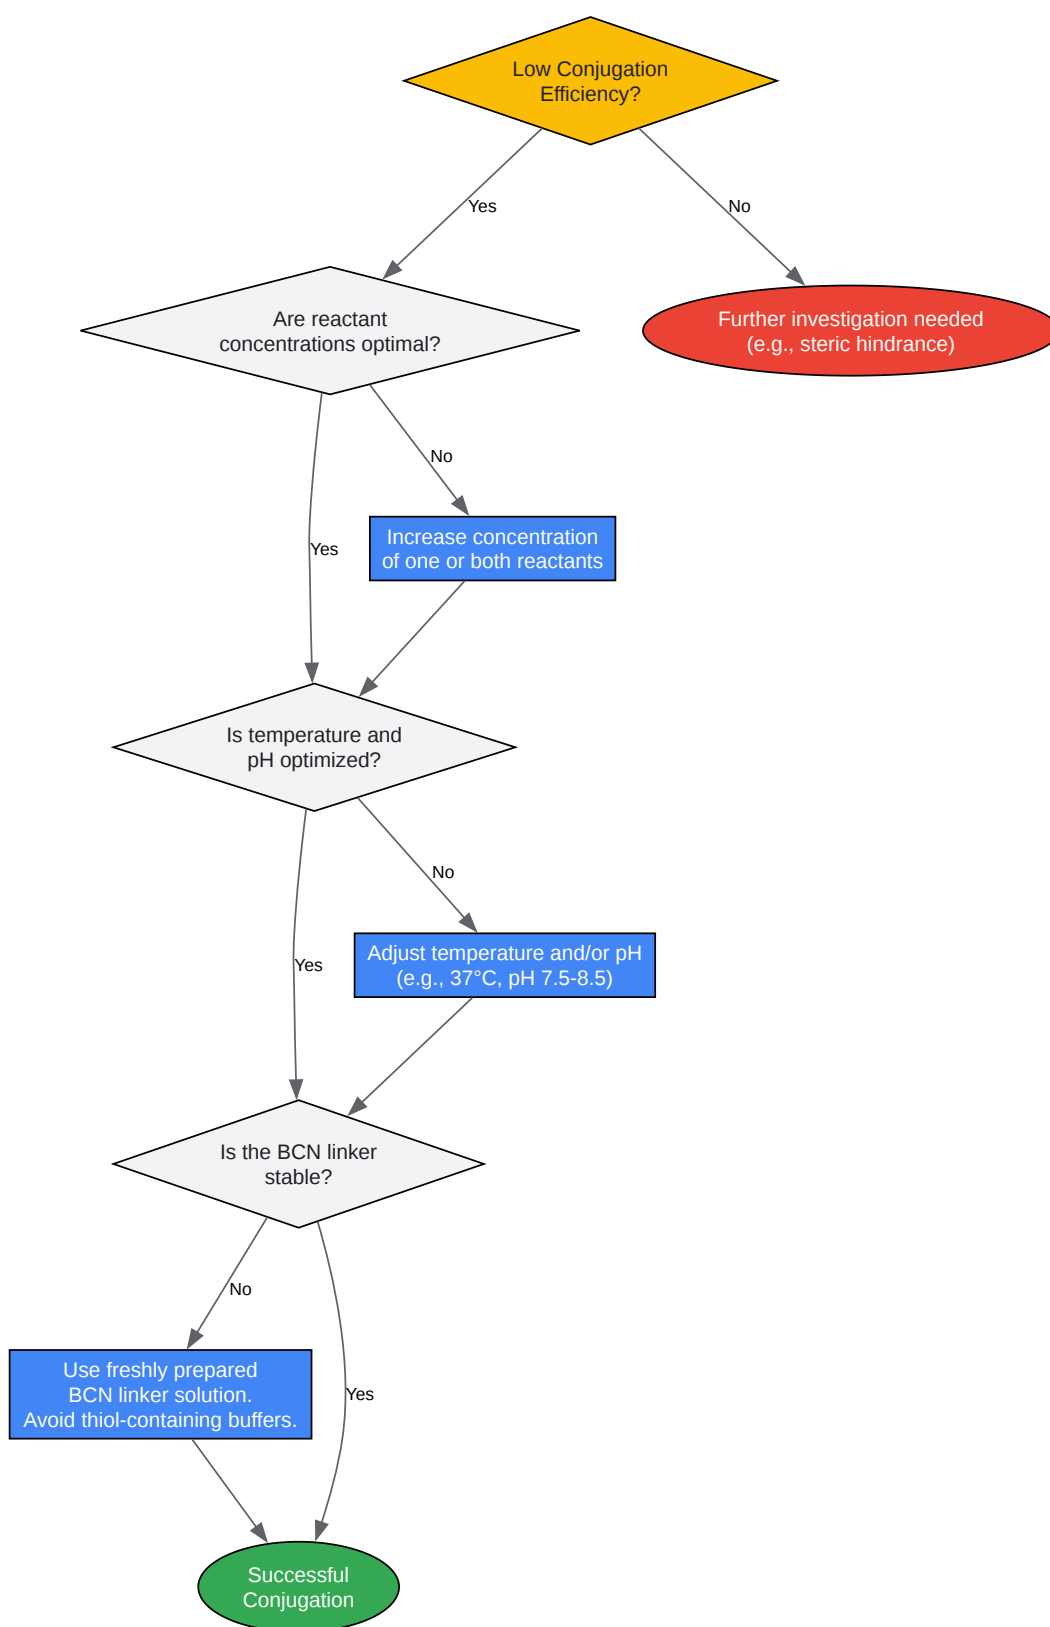 Low Conjugation
Efficiency?
Yes
No
Are reactant
concentrations optimal?
Further investigation needed
(e.g., steric hindrance)
No
Yes
Increase concentration
of one or both reactants
Is temperature and
pH optimized?
No
Yes
Adjust temperature and/or pH
(e.g., 37°C, pH 7.5-8.5)
Is the BCN linker
stable?
No
Yes
Use freshly prepared
BCN linker solution.
Avoid thiol-containing buffers.
Successful
Conjugation